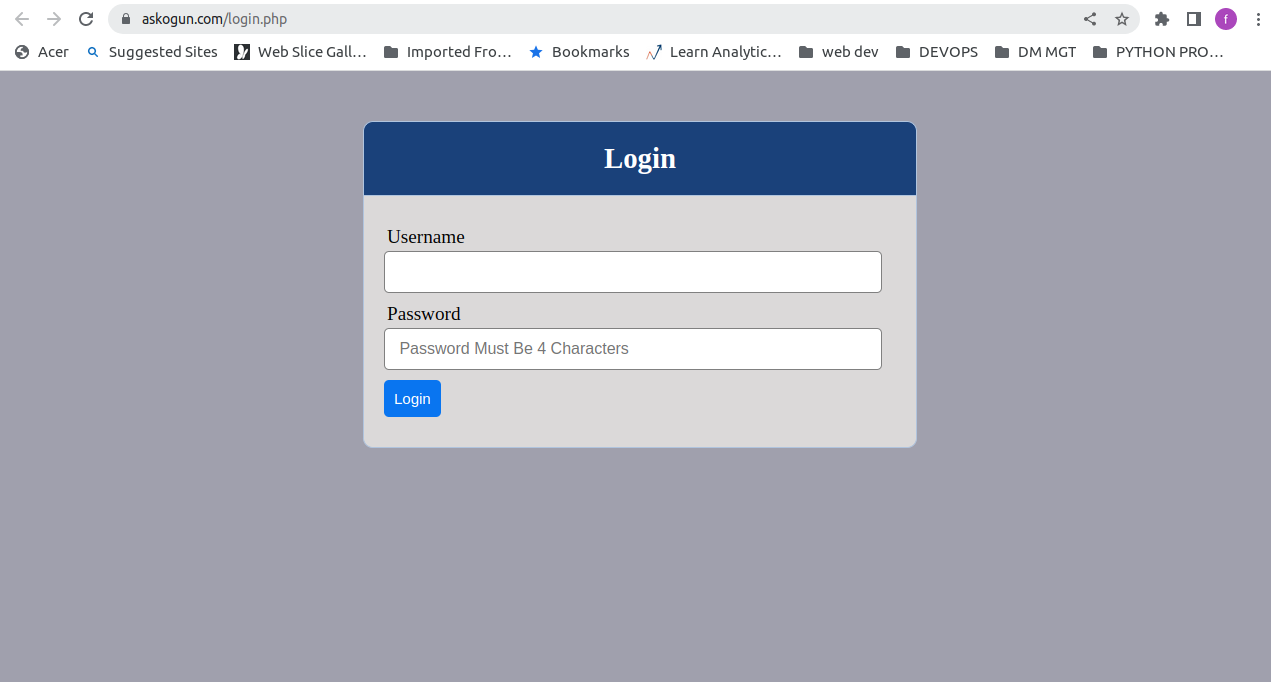 askogun.com/login.php
f
Acer Suggested Sites Web Slice Gall... Imported Fro... Bookmarks Learn Analytic... web dev DEVOPS DM MGT PYTHON PRO...
Login
Username
Password
Password Must Be 4 Characters
Login